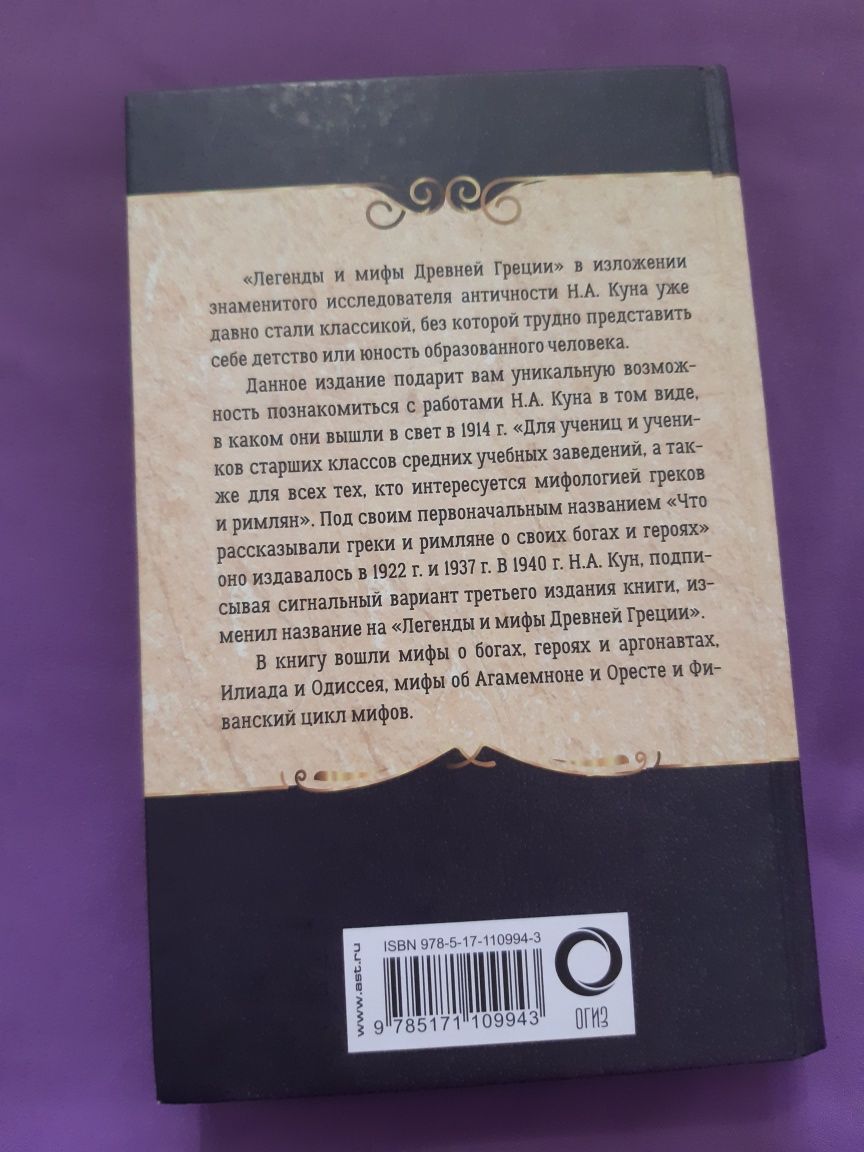 «Легенды и мифы Древней Греции» в изложении
знаменитого исследователя античности Н.А. Куна уже
давно стали классикой, без которой трудно представить
себе детство или юность образованного человека.
Данное издание подарит вам уникальную возмож-
ность познакомиться с работами Н.А. Куна в том виде,
в каком они вышли в свет в 1914 г. «Для учениц и учени-
ков старших классов средних учебных заведений, а так-
же для всех тех, кто интересуется мифологией греков
и римлян». Под своим первоначальным названием «Что
рассказывали греки и римляне о своих богах и героях»
оно издавалось в 1922 г. и 1937 г. В 1940 г. Н.А. Кун, подпи-
сывая сигнальный вариант третьего издания книги, из-
менил название на «Легенды и мифы Древней Греции».
В книгу вошли мифы о богах, героях и аргонавтах,
Илиада и Одиссея, мифы об Агамемноне и Оресте и Фи-
ванский цикл мифов.
www.ast.ru
ISBN 978-5-17-110994-3
9 785171 109943
ОГИЗ